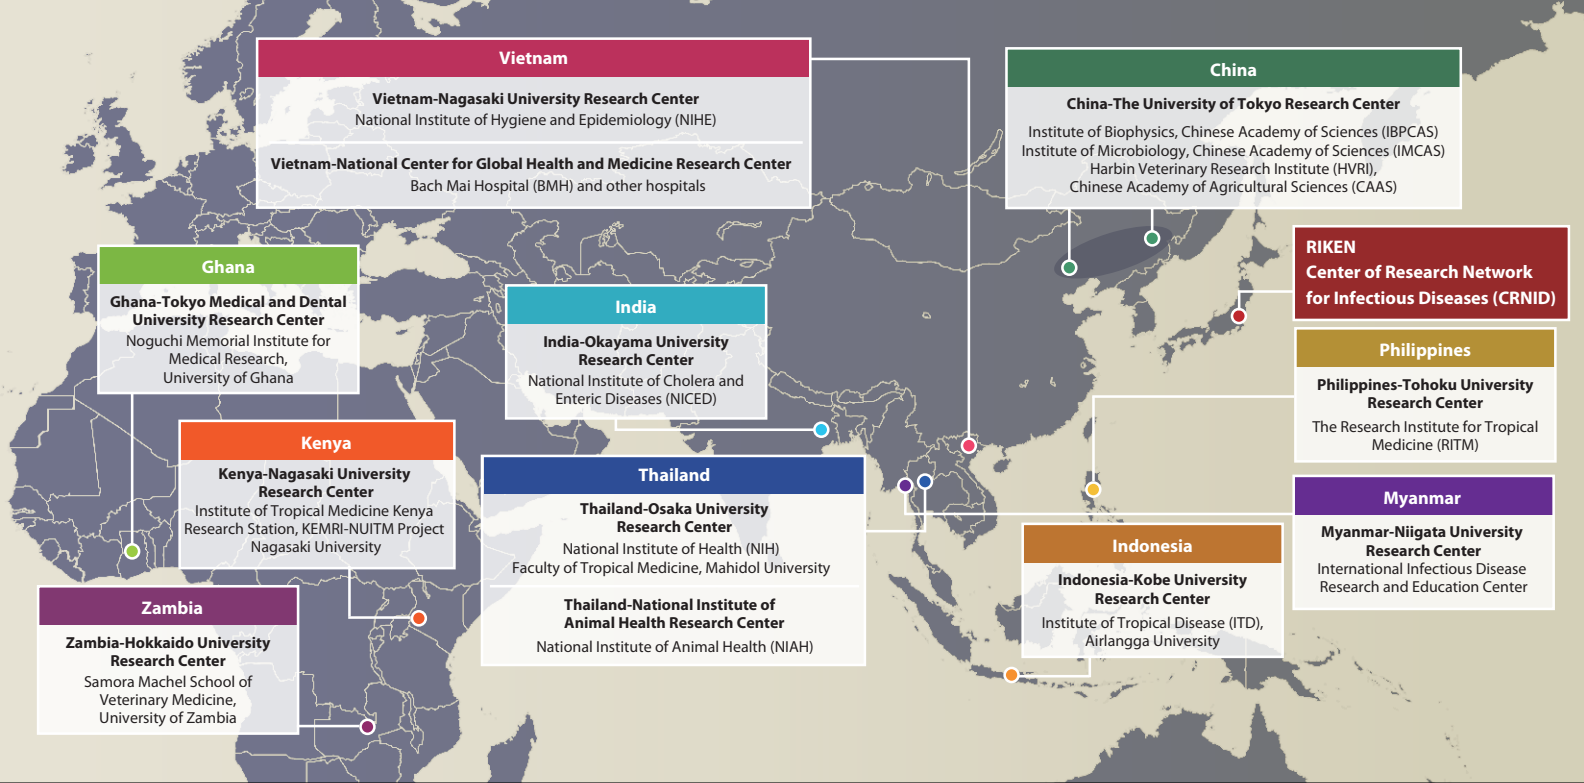 Vietnam
Vietnam-Nagasaki University Research Center
National Institute of Hygiene and Epidemiology (NIHE)
Vietnam-National Center for Global Health and Medicine Research Center
Bach Mai Hospital (BMH) and other hospitals
China
China-The University of Tokyo Research Center
Institute of Biophysics, Chinese Academy of Sciences (IBPCAS)
Institute of Microbiology, Chinese Academy of Sciences (IMCAS)
Harbin Veterinary Research Institute (HVRI),
Chinese Academy of Agricultural Sciences (CAAS)
RIKEN
Center of Research Network
for Infectious Diseases (CRNID)
Ghana
Ghana-Tokyo Medical and Dental
University Research Center
Noguchi Memorial Institute for
Medical Research,
University of Ghana
India
India-Okayama University
Research Center
National Institute of Cholera and
Enteric Diseases (NICED)
Philippines
Philippines-Tohoku University
Research Center
The Research Institute for Tropical
Medicine (RITM)
Kenya
Kenya-Nagasaki University
Research Center
Institute of Tropical Medicine Kenya
Research Station, KEMRI-NUITM Project
Nagasaki University
Thailand
Thailand-Osaka University
Research Center
National Institute of Health (NIH)
Faculty of Tropical Medicine, Mahidol University
Thailand-National Institute of
Animal Health Research Center
National Institute of Animal Health (NIAH)
Myanmar
Myanmar-Niigata University
Research Center
International Infectious Disease
Research and Education Center
Indonesia
Indonesia-Kobe University
Research Center
Institute of Tropical Disease (ITD),
Airlangga University
Zambia
Zambia-Hokkaido University
Research Center
Samora Machel School of
Veterinary Medicine,
University of Zambia